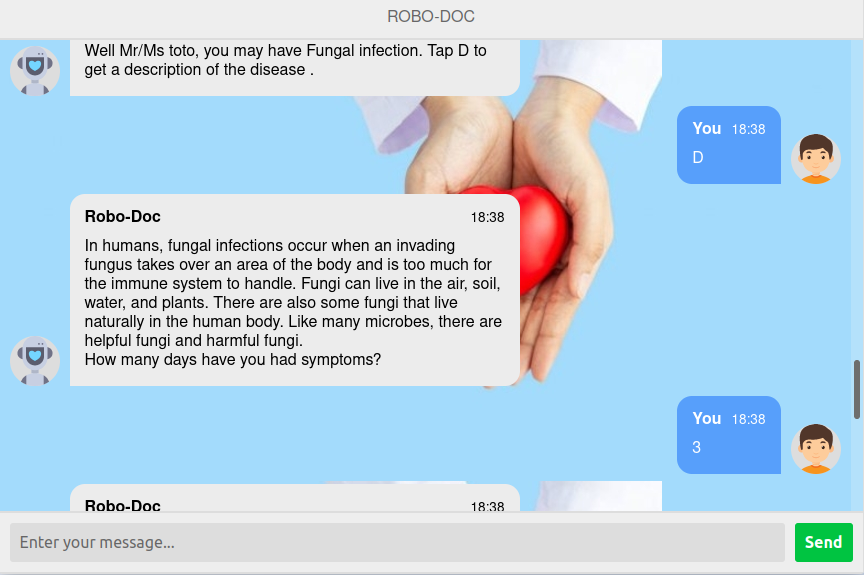 ROBO-DOC
Well Mr/Ms toto, you may have Fungal infection. Tap D to
get a description of the disease .
You 18:38
D
Robo-Doc 18:38
In humans, fungal infections occur when an invading
fungus takes over an area of the body and is too much for
the immune system to handle. Fungi can live in the air, soil,
water, and plants. There are also some fungi that live
naturally in the human body. Like many microbes, there are
helpful fungi and harmful fungi.
How many days have you had symptoms?
You 18:38
3
Robo-Doc 18:38
Enter your message...
Send